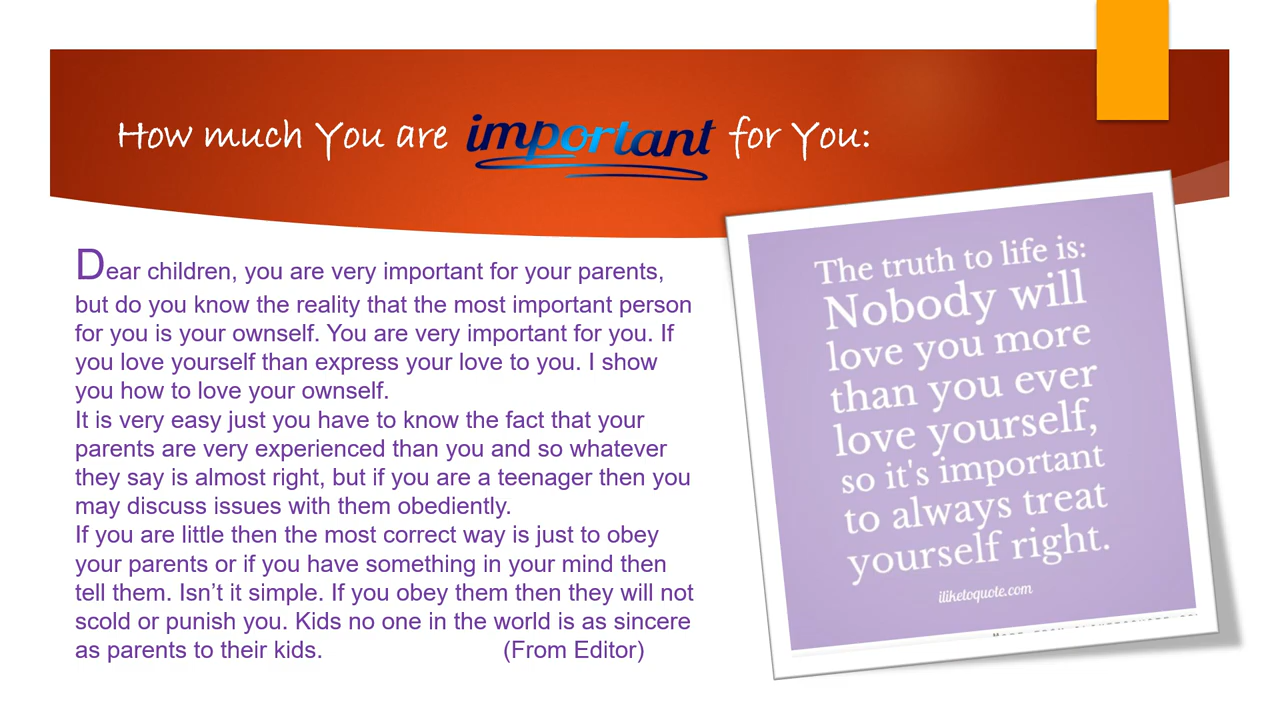 How much You are important for You:
Dear children, you are very important for your parents,
but do you know the reality that the most important person
for you is your ownself. You are very important for you. If
you love yourself than express your love to you. I show
you how to love your ownself.
It is very easy just you have to know the fact that your
parents are very experienced than you and so whatever
they say is almost right, but if you are a teenager then you
may discuss issues with them obediently.
If you are little then the most correct way is just to obey
your parents or if you have something in your mind then
tell them. Isn’t it simple. If you obey them then they will not
scold or punish you. Kids no one in the world is as sincere
as parents to their kids. (From Editor)
The truth to life is:
Nobody will
love you more
than you ever
love yourself,
so it's important
to always treat
yourself right.
iliketoquote.com